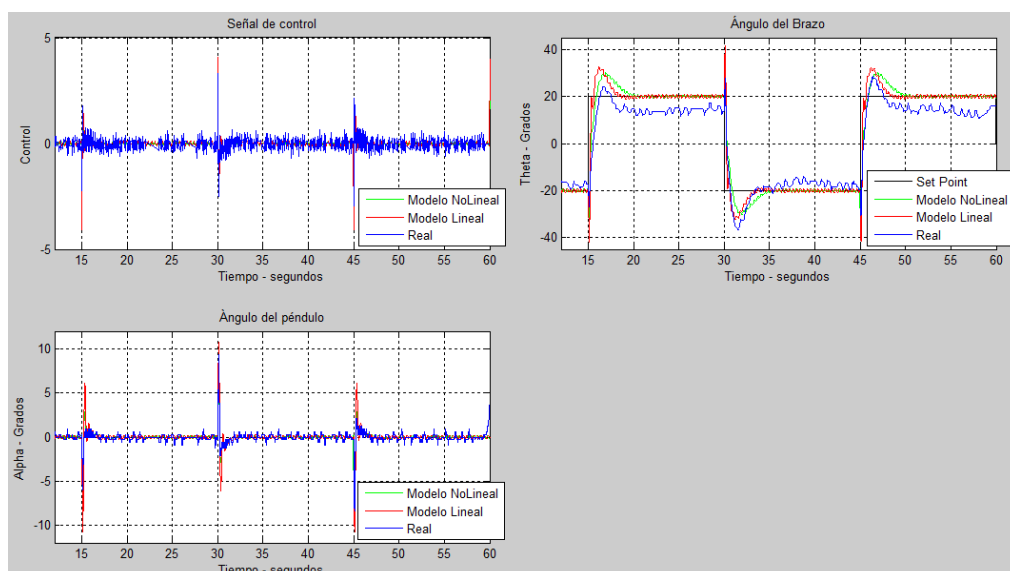 Señal de control
5
0
-5
Control
15 20 25 30 35 40 45 50 55 60
Tiempo - segundos
Modelo NoLineal
Modelo Lineal
Real
Ángulo del Brazo
40
20
0
-20
-40
Theta - Grados
15 20 25 30 35 40 45 50 55 60
Tiempo - segundos
Set Point
Modelo NoLineal
Modelo Lineal
Real
Àngulo del péndulo
10
5
0
-5
-10
Alpha - Grados
15 20 25 30 35 40 45 50 55 60
Tiempo - segundos
Modelo NoLineal
Modelo Lineal
Real